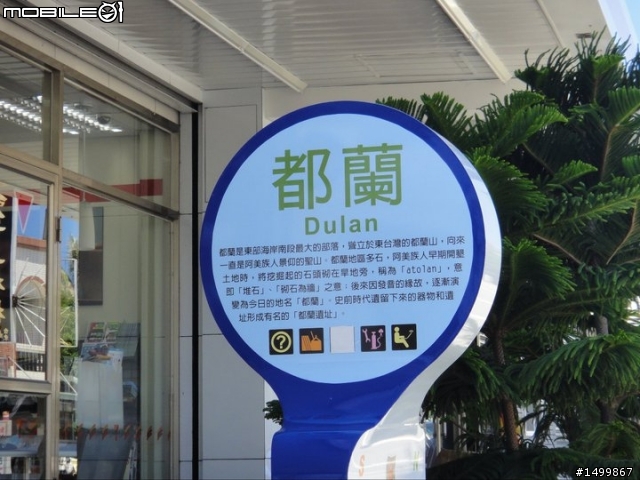 MOBILE01
都蘭
Dulan
都蘭是東部海岸南段最大的部落，聳立於東台灣的都蘭山，向來
一直是阿美族人景仰的聖山。都蘭地區多石，阿美族人早期開墾
土地時，將挖掘起的石頭砌在旱地旁，稱為「atolan」，意
即「堆石」、「砌石為牆」之意，後來因發音的緣故，逐漸演
變為今日的地名「都蘭」。史前時代遺留下來的器物和遺
址形成有名的「都蘭遺址」。
#1499867